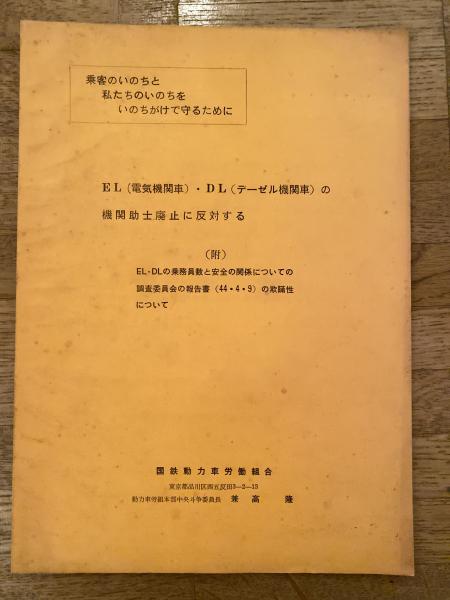 乗客のいのちと
私たちのいのちを
いのちがけで守るために
EL(電気機関車)・DL(デーゼル機関車)の
機関助士廃止に反対する
(附)
EL・DLの乗務員数と安全の関係についての
調査委員会の報告書(44・4・9)の欺瞞性
について
国鉄動力車労働組合
東京都品川区西五反田3—2—13
動力車労組本部中央斗争委員長 兼高 隆